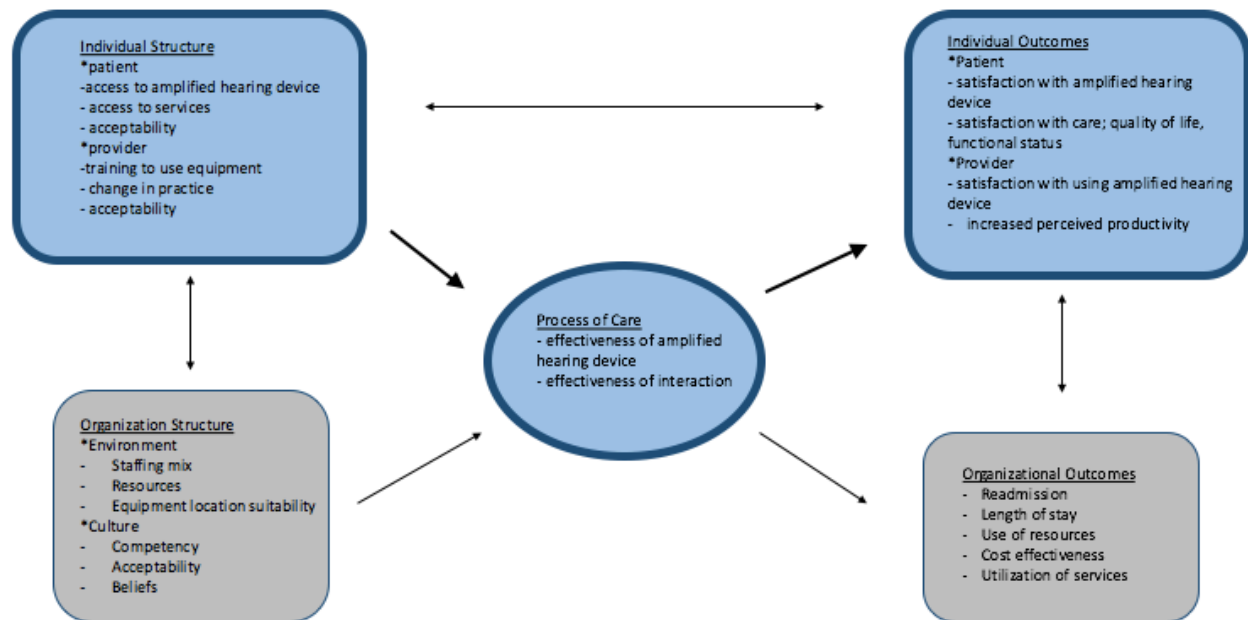 Individual Structure
*patient
-access to amplified hearing device
- access to services
- acceptability
*provider
-training to use equipment
- change in practice
- acceptability
Individual Outcomes
*Patient
- satisfaction with amplified hearing
device
- satisfaction with care; quality of life,
functional status
*Provider
- satisfaction with using amplified hearing
device
- increased perceived productivity
Process of Care
- effectiveness of amplified
hearing device
- effectiveness of interaction
Organization Structure
*Environment
- Staffing mix
- Resources
- Equipment location suitability
*Culture
- Competency
- Acceptability
- Beliefs
Organizational Outcomes
- Readmission
- Length of stay
- Use of resources
- Cost effectiveness
- Utilization of services